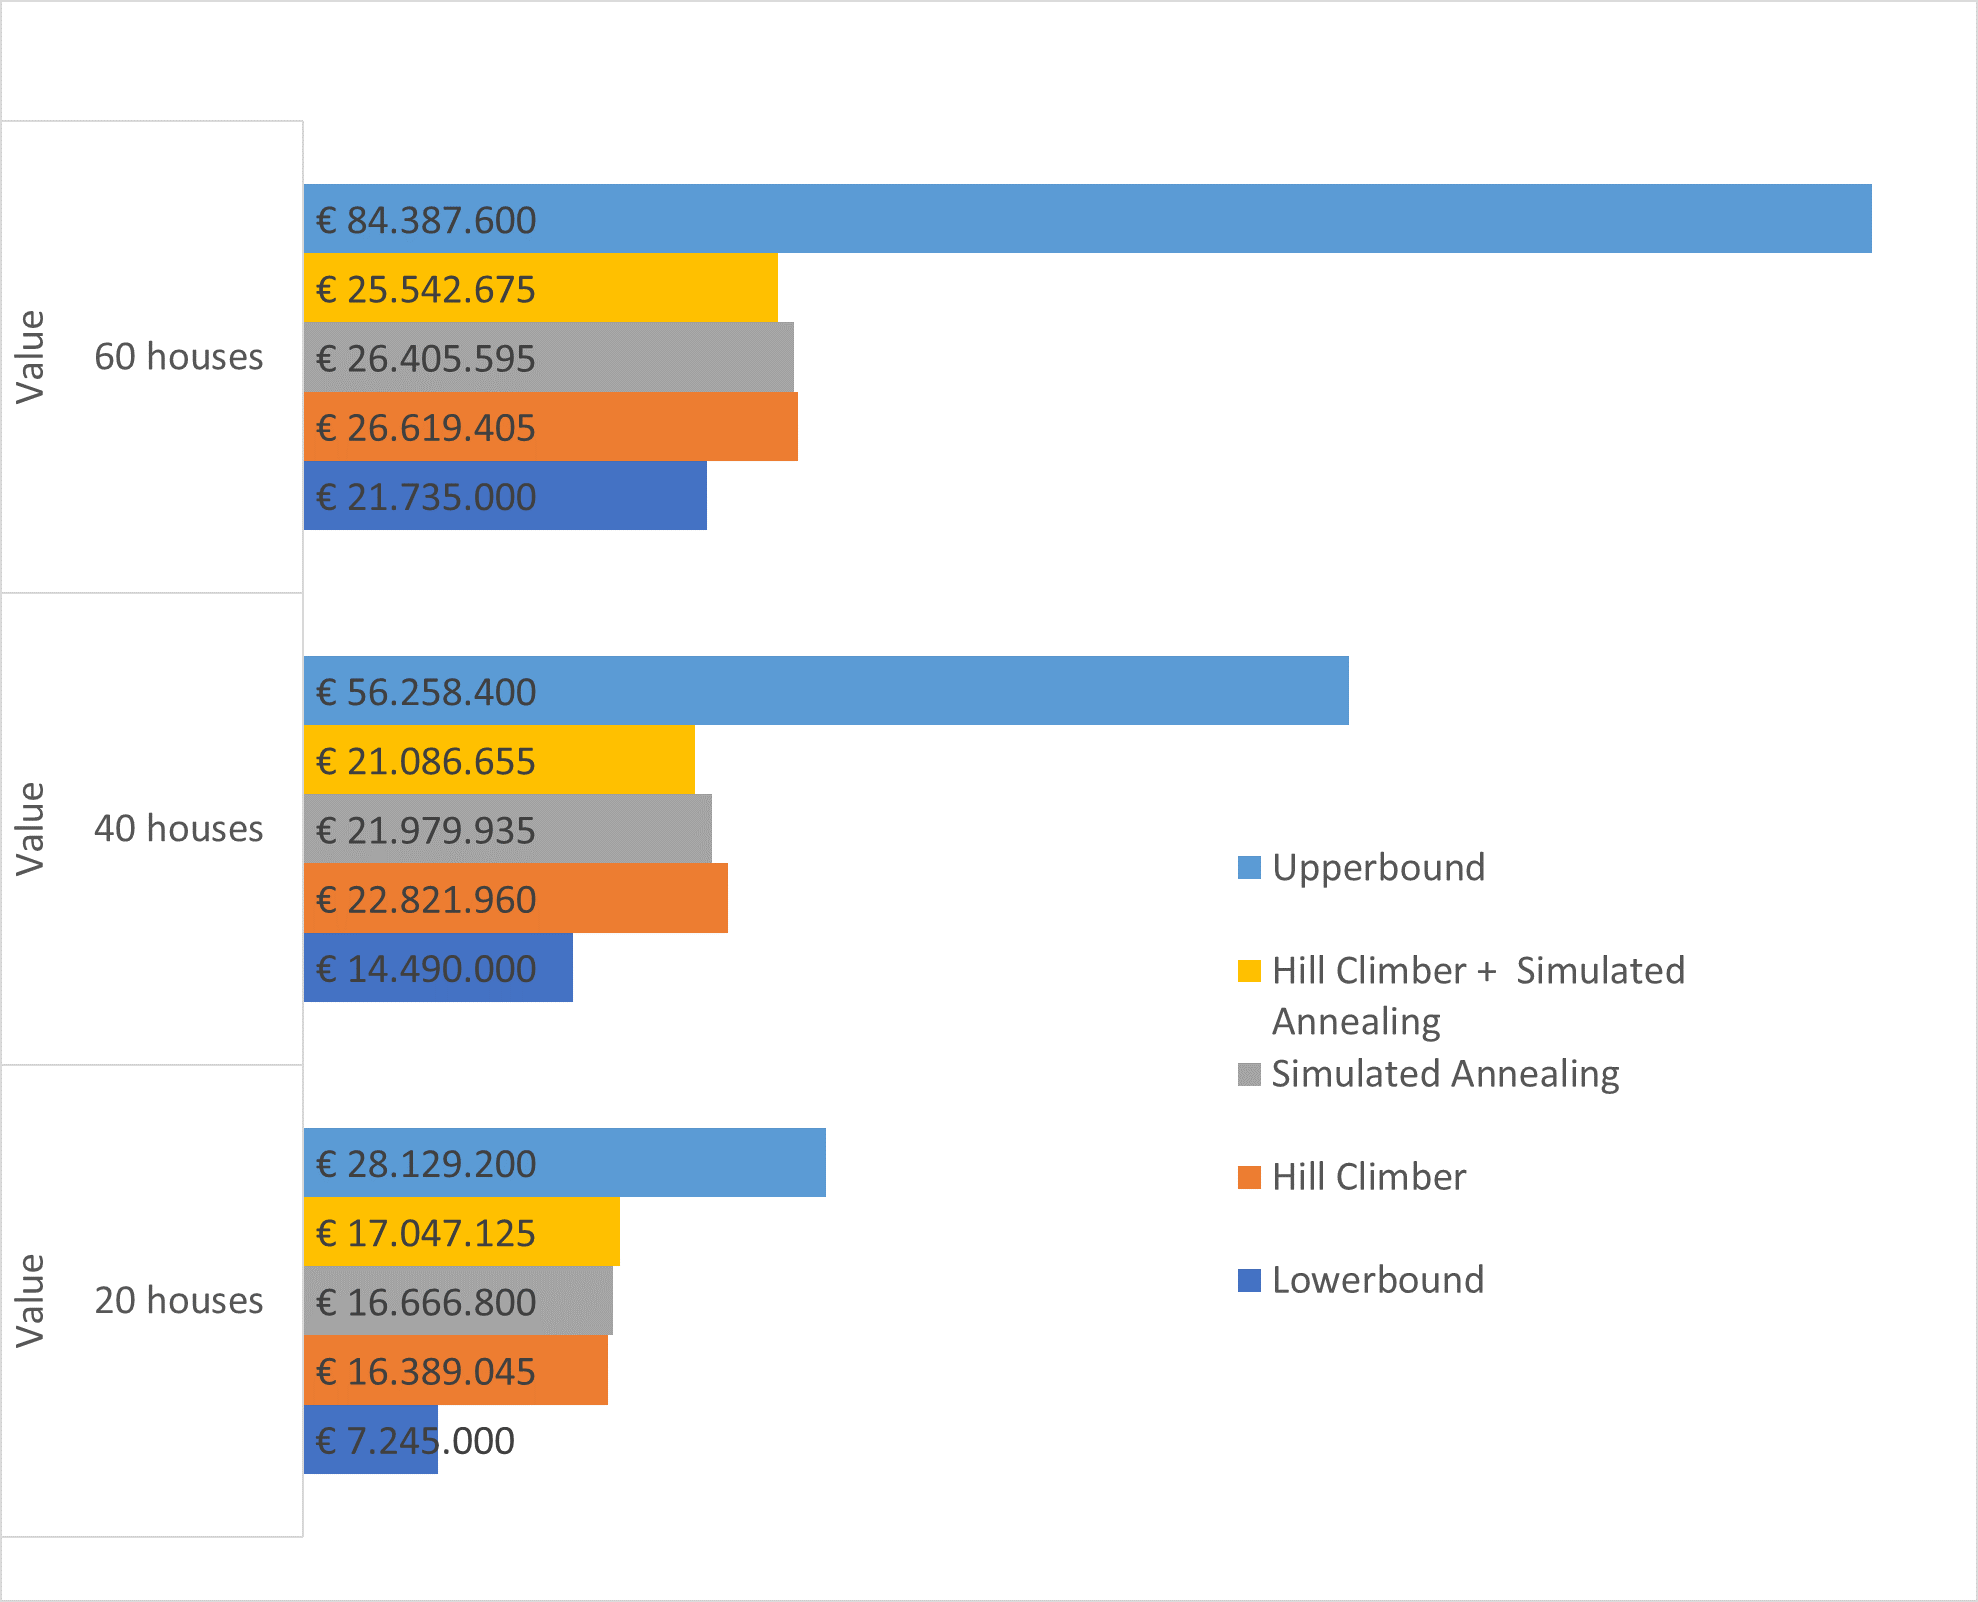 Value
60 houses
€ 84.387.600
€ 25.542.675
€ 26.405.595
€ 26.619.405
€ 21.735.000
Value
40 houses
€ 56.258.400
€ 21.086.655
€ 21.979.935
€ 22.821.960
€ 14.490.000
Value
20 houses
€ 28.129.200
€ 17.047.125
€ 16.666.800
€ 16.389.045
€ 7.245.000
Upperbound
Hill Climber + Simulated
Annealing
Simulated Annealing
Hill Climber
Lowerbound